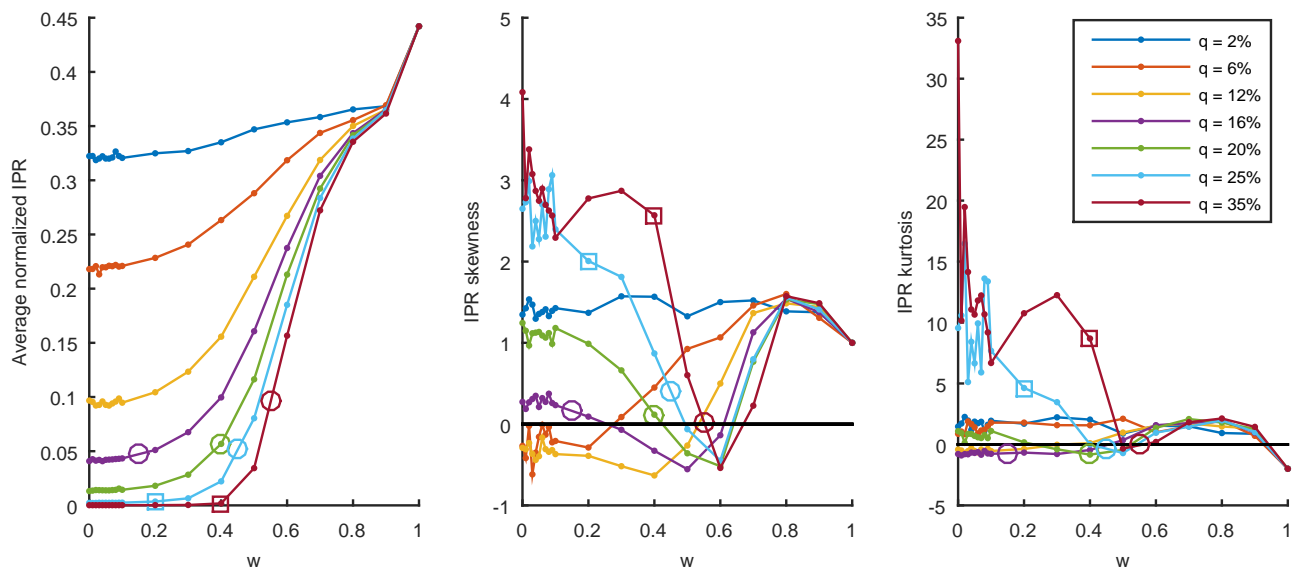 Average normalized IPR
0.45
0.4
0.35
0.3
0.25
0.2
0.15
0.1
0.05
0
0 0.2 0.4 0.6 0.8 1
w
IPR skewness
5
4
3
2
1
0
-1
0 0.2 0.4 0.6 0.8 1
w
IPR kurtosis
35
30
25
20
15
10
5
0
-5
0 0.2 0.4 0.6 0.8 1
w
q = 2%
q = 6%
q = 12%
q = 16%
q = 20%
q = 25%
q = 35%